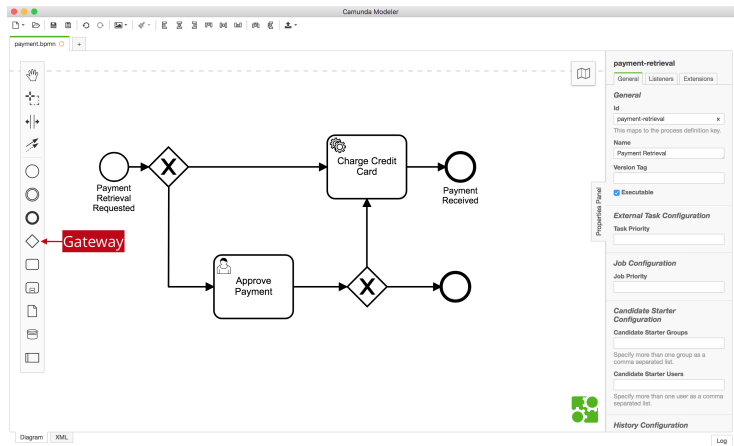 Camunda Modeler
payment.bpmn
+
payment-retrieval
General
Listeners
Extensions
General
Id
payment-retrieval
x
This maps to the process definition key.
Name
Payment Retrieval
Version Tag
Executable
Properties Panel
External Task Configuration
Task Priority
Job Configuration
Job Priority
Candidate Starter
Configuration
Candidate Starter Groups
Specify more than one group as a
comma separated list.
Candidate Starter Users
Specify more than one user as a comma
separated list.
History Configuration
Gateway
Payment
Retrieval
Requested
X
Charge Credit
Card
Payment
Received
Approve
Payment
X
Diagram
XML
Log